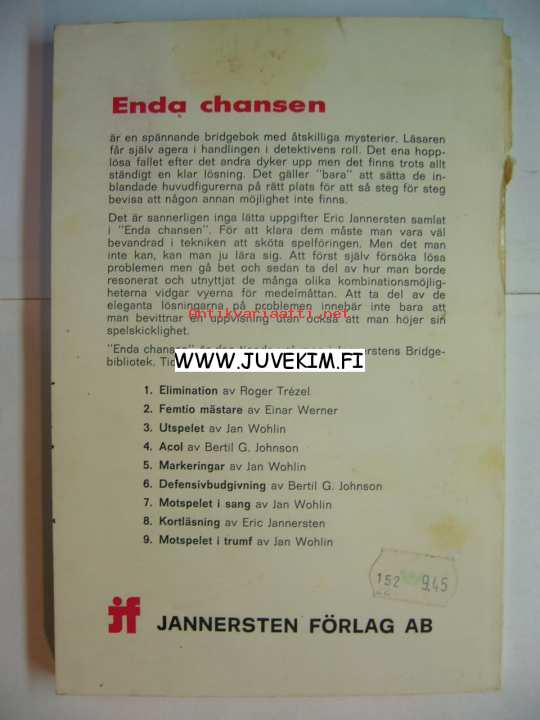 Enda chansen
är en spännande bridgebok med åtskilliga mysterier. Läsaren
får själv agera i handlingen i detektivens roll. Det ena hopp-
lösa fallet efter det andra dyker upp men det finns trots allt
ständigt en klar lösning. Det gäller "bara" att sätta de in-
blandade huvudfigurerna på rätt plats för att så steg för steg
bevisa att någon annan möjlighet inte finns.
Det är sannerligen inga lätta uppgifter Eric Jannersten samlat
i "Enda chansen". För att klara dem måste man vara väl
bevandrad i tekniken att sköta spelföringen. Men det man
inte kan, kan man ju lära sig. Att först själv försöka lösa
problemen men gå bet och sedan ta del av hur man borde
resonerat och utnyttjat de många olika kombinationsmöjlig-
heterna vidgar vyerna för medelmåttan. Att ta del av de
eleganta lösningarna på problemen innebär inte bara att
antikvariaatti.net
man bevittnar en uppvisning utan också att man höjer sin
spelskicklighet.
"Enda chansen" är den tionde i Jannerstens Bridge-
bibliotek.
WWW.JUVEKIM.FI
1. Elimination av Roger Trézel
2. Femtio mästare av Einar Werner
3. Utspelet av Jan Wohlin
4. Acol av Bertil G. Johnson
5. Markeringar av Jan Wohlin
6. Defensivbudgivning av Bertil G. Johnson
7. Motspelet i sang av Jan Wohlin
8. Kortläsning av Eric Jannersten
9. Motspelet i trumf av Jan Wohlin
152 9.45
jf JANNERSTEN FÖRLAG AB